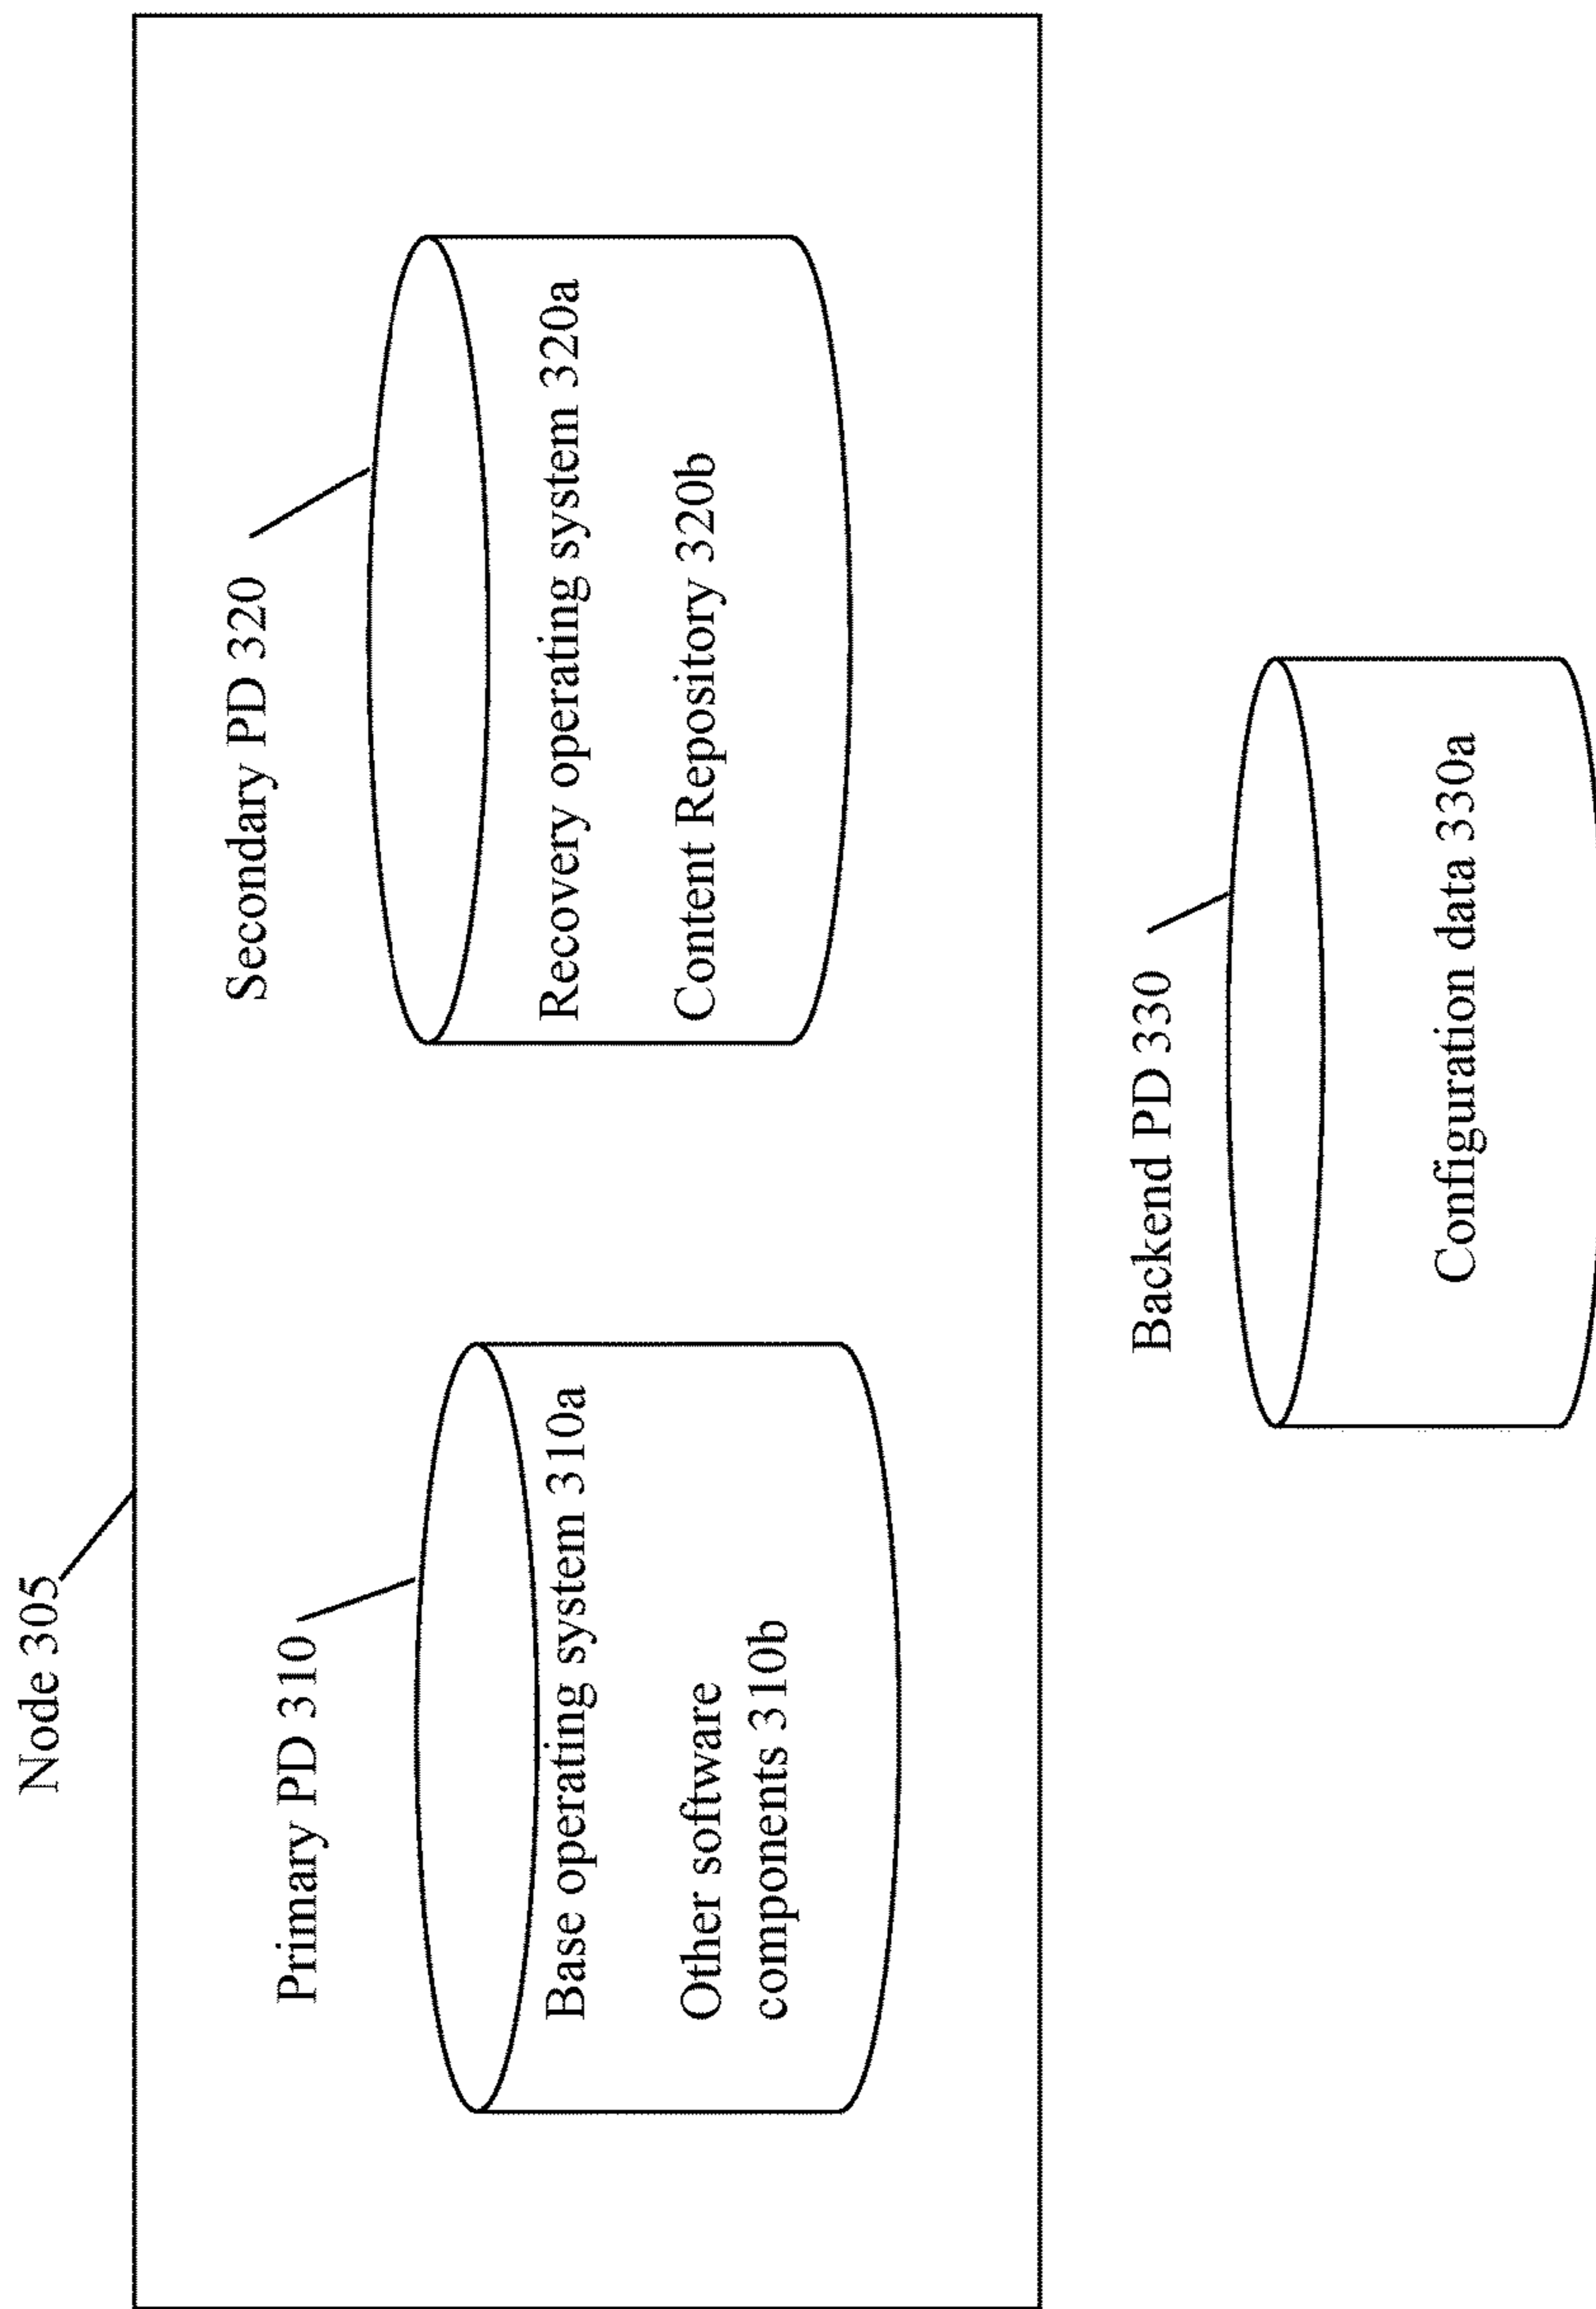 Node 305
Primary PD 310
Base operating system 310a
Other software
components 310b
Secondary PD 320
Recovery operating system 320a
Content Repository 320b
Backend PD 330
Configuration data 330a